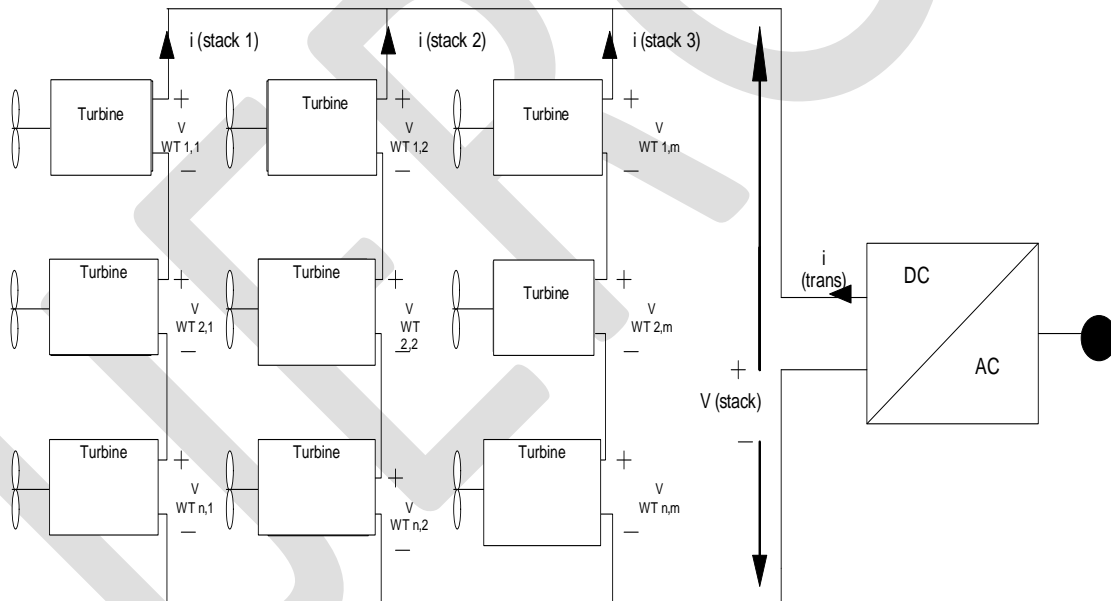 i (stack 1)
i (stack 2)
i (stack 3)
Turbine
+
V
WT 1,1
—
Turbine
+
V
WT 1,2
—
Turbine
+
V
WT 1,m
—
Turbine
+
V
WT 2,1
—
Turbine
+
V
WT
2,2
—
Turbine
+
V
WT 2,m
—
i
(trans)
DC
AC
+
V (stack)
—
Turbine
+
V
WT n,1
—
Turbine
+
V
WT n,2
—
Turbine
+
V
WT n,m
—